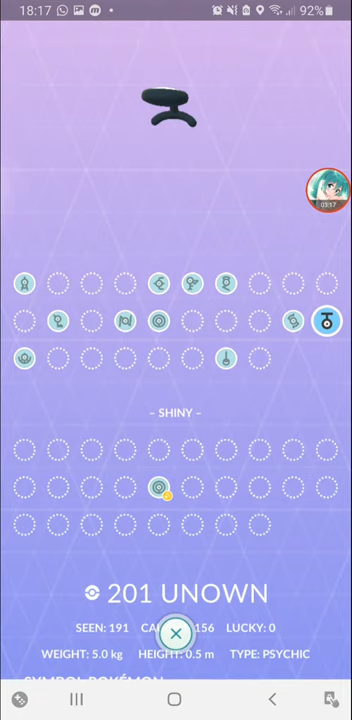 18:17
92%
03:17
– SHINY –
201 UNOWN
SEEN: 191
156
LUCKY: 0
WEIGHT: 5.0 kg
HEIGHT: 0.5 m
TYPE: PSYCHIC